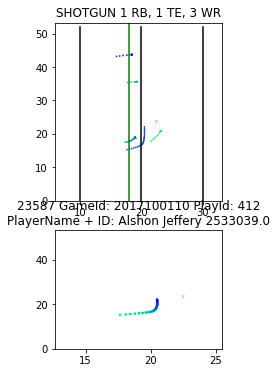 SHOTGUN 1 RB, 1 TE, 3 WR
50
40
30
20
10
0
10 20 30
23587 GameId: 2017100110 PlayId: 412
PlayerName + ID: Alshon Jeffery 2533039.0
40
20
0
15 20 25